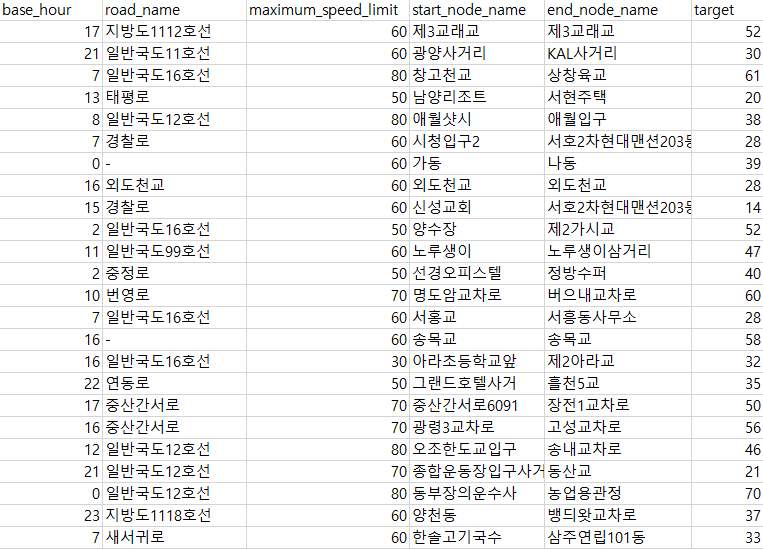 base_hour road_name maximum_speed_limit start_node_name end_node_name target
17 지방도1112호선 60 제3교래교 제3교래교 52
21 일반국도11호선 60 광양사거리 KAL사거리 30
7 일반국도16호선 80 창고천교 상창육교 61
13 태평로 50 남양리조트 서현주택 20
8 일반국도12호선 80 애월샷시 애월입구 38
7 경찰로 60 시청입구2 서호2차현대맨션203동 28
0 - 60 가동 나동 39
16 외도천교 60 외도천교 외도천교 28
15 경찰로 60 신성교회 서호2차현대맨션203동 14
2 일반국도16호선 50 양수장 제2가시교 52
11 일반국도99호선 60 노루생이 노루생이삼거리 47
2 중정로 50 선경오피스텔 정방수퍼 40
10 번영로 70 명도암교차로 버으내교차로 60
7 일반국도16호선 60 서홍교 서흥동사무소 28
16 - 60 송목교 송목교 58
16 일반국도16호선 30 아라초등학교앞 제2아라교 32
22 연동로 50 그랜드호텔사거 흘천5교 35
17 중산간서로 70 중산간서로6091 장전1교차로 50
16 중산간서로 70 광령3교차로 고성교차로 56
12 일반국도12호선 80 오조한도교입구 송내교차로 46
21 일반국도12호선 70 종합운동장입구사거 동산교 21
0 일반국도12호선 80 동부장의운수사 농업용관정 70
23 지방도1118호선 60 양천동 뱅듸왓교차로 37
7 새서귀로 60 한솔고기국수 삼주연립101동 33